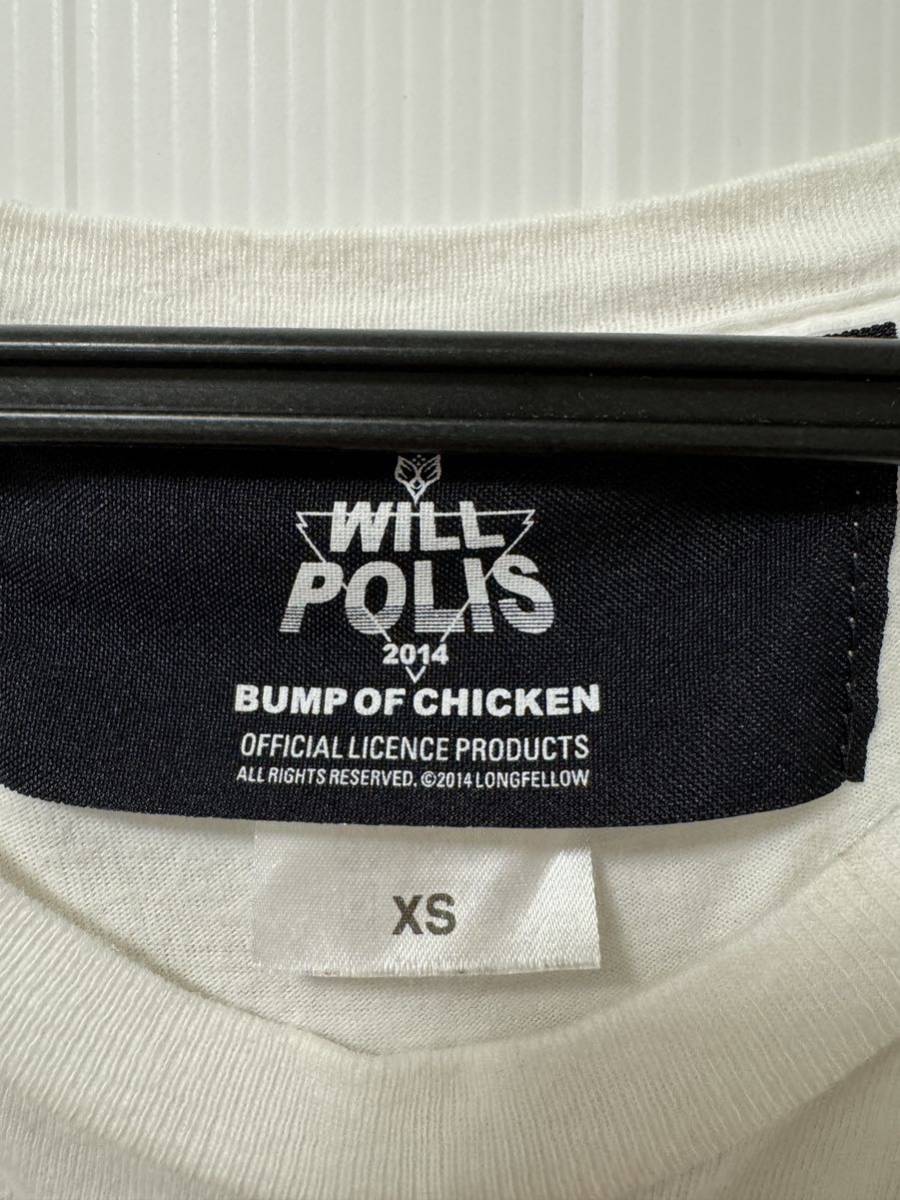 WILL
POLIS
2014
BUMP OF CHICKEN
OFFICIAL LICENCE PRODUCTS
ALL RIGHTS RESERVED. ©2014 LONGFELLOW
XS